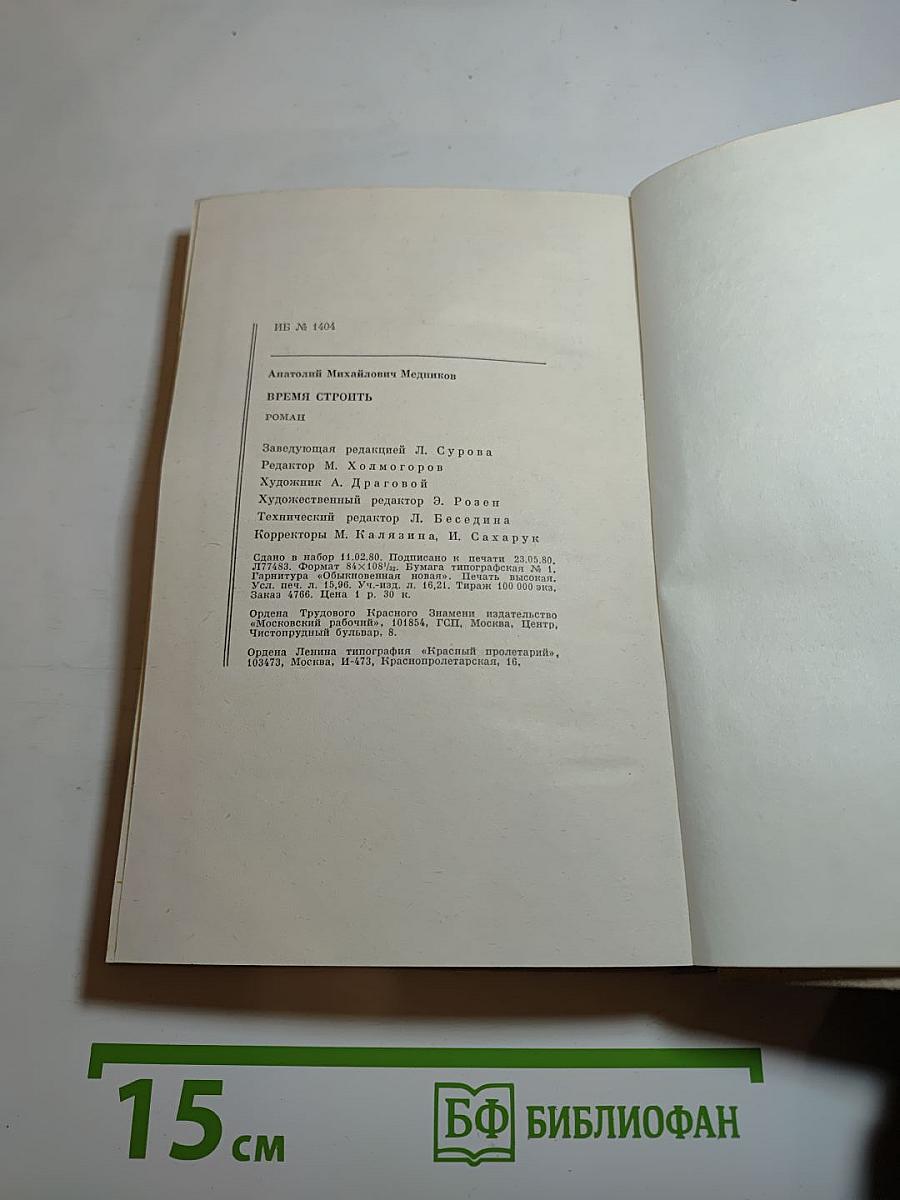 ИБ № 1404
Анатолий Михайлович Медников
ВРЕМЯ СТРОИТЬ
РОМАН
Заведующая редакцией Л. Сурова
Редактор М. Холмогоров
Художник А. Драговой
Художественный редактор Э. Розен
Технический редактор Л. Беседина
Корректоры М. Калязина, И. Сахарук
Сдано в набор 11.02.80. Подписано к печати 23.05.80.
Л77483. Формат 84×108¹/₃₂. Бумага типографская № 1.
Гарнитура «Обыкновенная новая». Печать высокая.
Усл. печ. л. 15,96. Уч.-изд. л. 16,21. Тираж 100 000 экз.
Заказ 4766. Цена 1 р. 30 к.
Ордена Трудового Красного Знамени издательство
«Московский рабочий», 101854, ГСП, Москва, Центр,
Чистопрудный бульвар, 8.
Ордена Ленина типография «Красный пролетарий»,
103473, Москва, И-473, Краснопролетарская, 16.
15 см
БФ БИБЛИОФАН